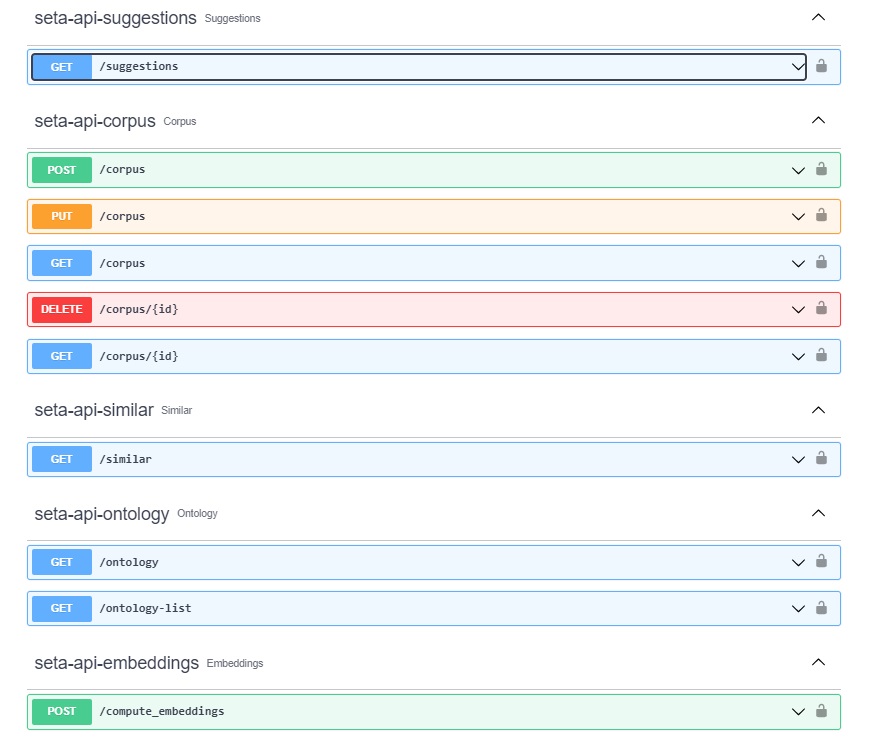 seta-api-suggestions Suggestions
GET /suggestions
seta-api-corpus Corpus
POST /corpus
PUT /corpus
GET /corpus
DELETE /corpus/{id}
GET /corpus/{id}
seta-api-similar Similar
GET /similar
seta-api-ontology Ontology
GET /ontology
GET /ontology-list
seta-api-embeddings Embeddings
POST /compute_embeddings